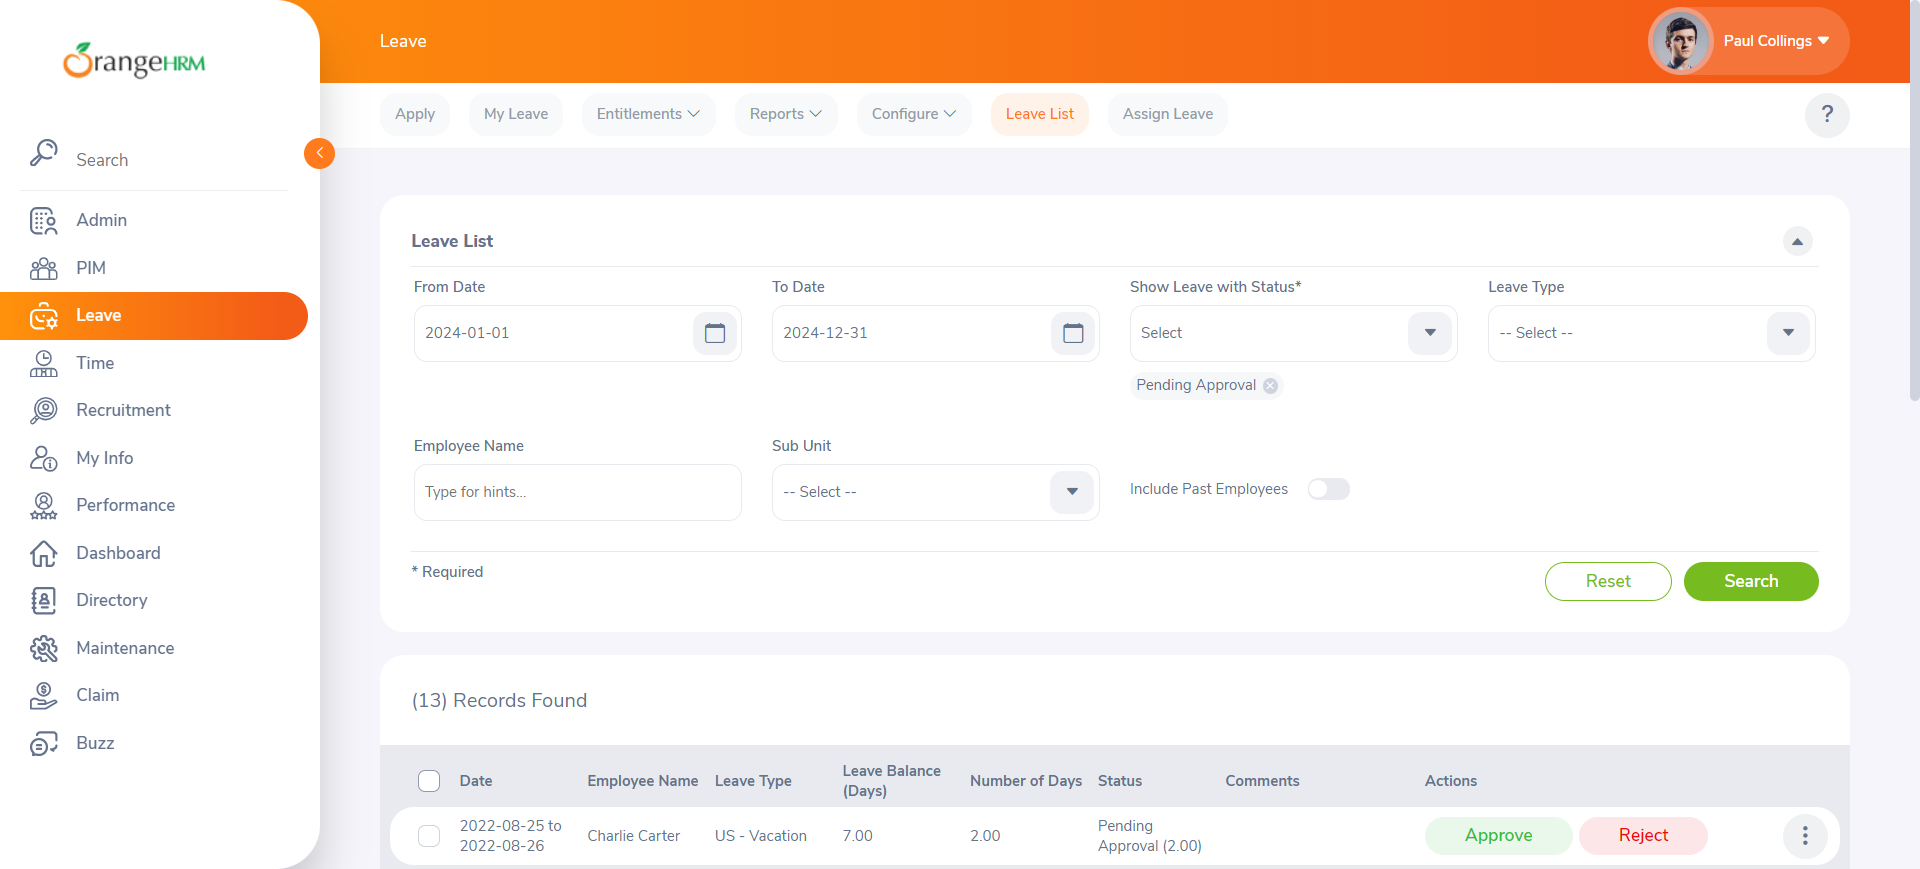 OrangeHRM
Leave
Paul Collings
Apply
My Leave
Entitlements
Reports
Configure
Leave List
Assign Leave
?
Search
Admin
PIM
Leave
Time
Recruitment
My Info
Performance
Dashboard
Directory
Maintenance
Claim
Buzz
Leave List
From Date
To Date
Show Leave with Status*
Leave Type
2024-01-01
2024-12-31
Select
-- Select --
Pending Approval
Employee Name
Sub Unit
Type for hints...
-- Select --
Include Past Employees
* Required
Reset
Search
(13) Records Found
Date
Employee Name
Leave Type
Leave Balance
(Days)
Number of Days
Status
Comments
Actions
2022-08-25 to
2022-08-26
Charlie Carter
US - Vacation
7.00
2.00
Pending
Approval (2.00)
Approve
Reject